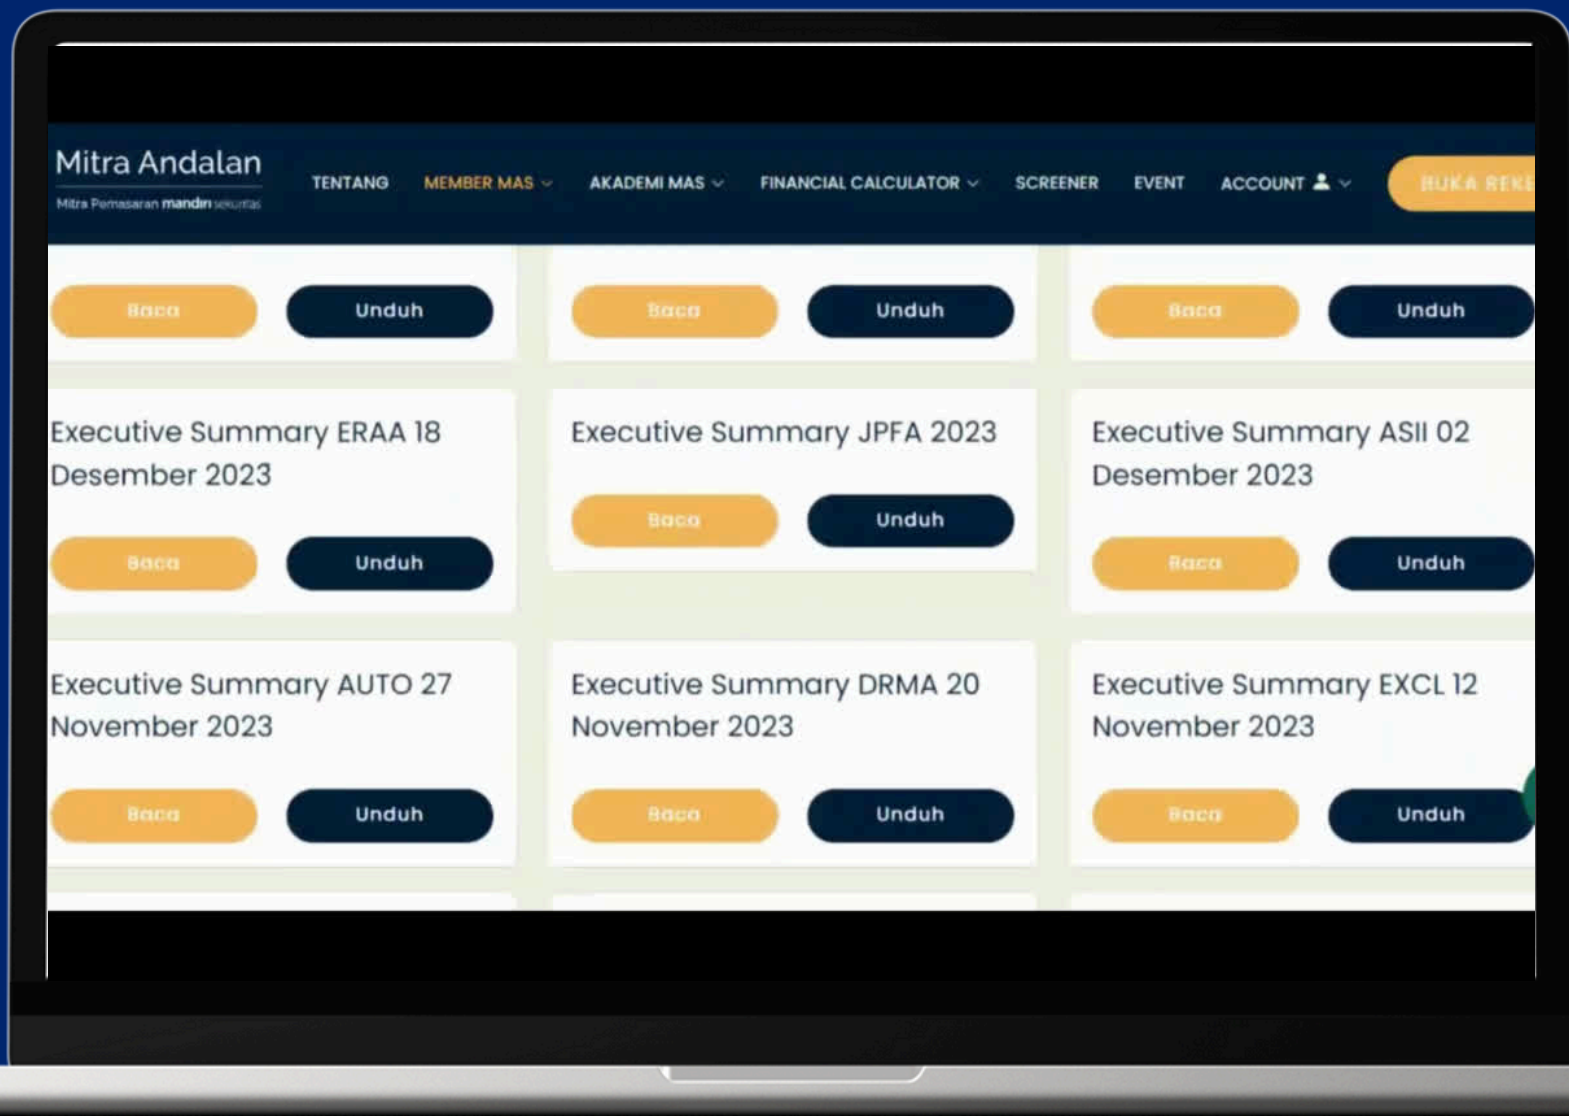 Mitra Andalan
Mitra Pemasaran mandiri sekuritas
TENTANG MEMBER MAS AKADEMI MAS FINANCIAL CALCULATOR SCREENER EVENT ACCOUNT BUKA REKE
Baca Unduh Baca Unduh Baca Unduh
Executive Summary ERAA 18
Desember 2023
Baca Unduh
Executive Summary JPFA 2023
Baca Unduh
Executive Summary ASII 02
Desember 2023
Baca Unduh
Executive Summary AUTO 27
November 2023
Baca Unduh
Executive Summary DRMA 20
November 2023
Baca Unduh
Executive Summary EXCL 12
November 2023
Baca Unduh